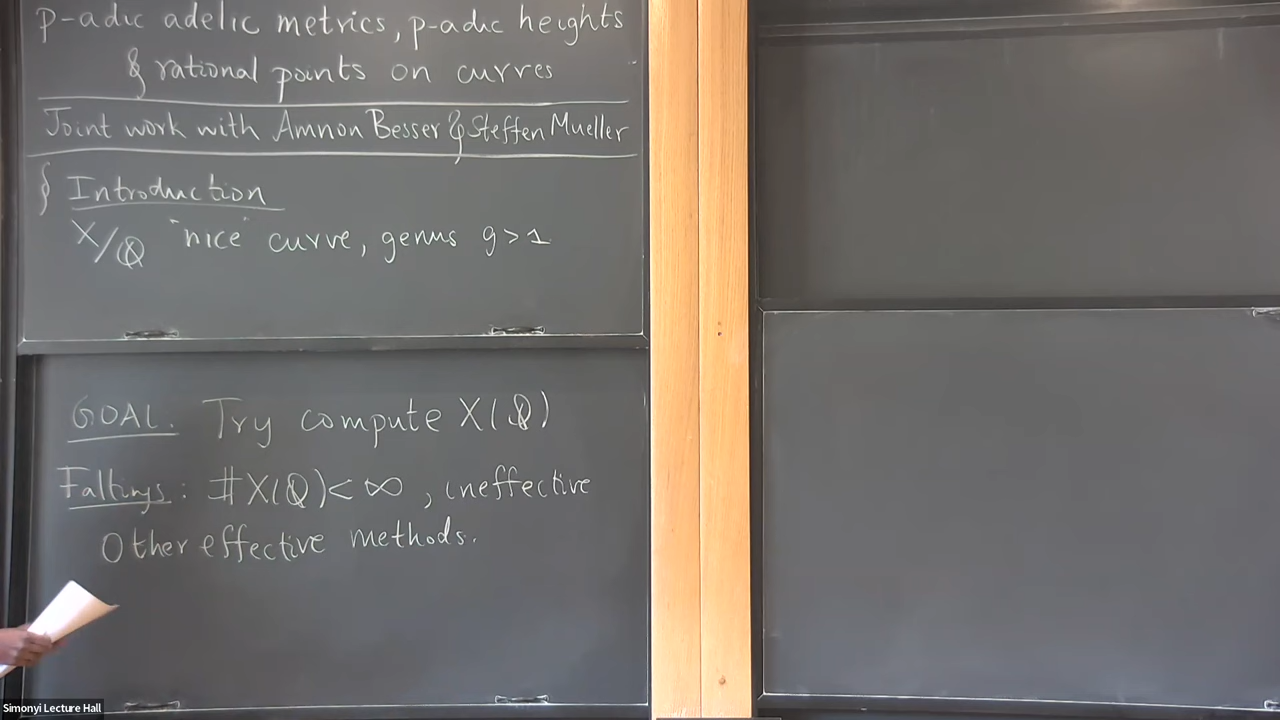 p-adic adelic metrics, p-adic heights
& rational points on curves
Joint work with Amnon Besser & Steffen Mueller
§ Introduction
X/ℚ "nice" curve, genus g > 1
GOAL. Try compute X(ℚ)
Faltings: #X(ℚ) < ∞, ineffective
Other effective methods.
Simonyi Lecture Hall